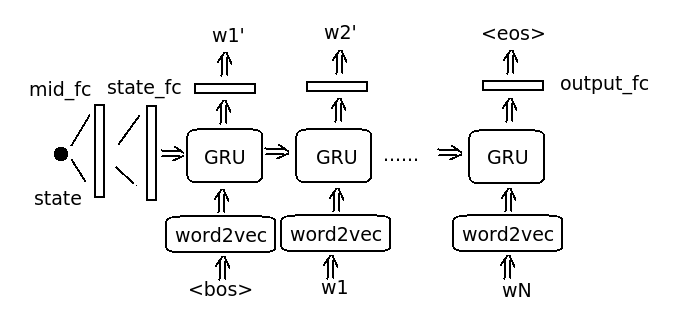 w1' w2' <eos>
mid_fc state_fc output_fc
GRU GRU ...... GRU
state
word2vec word2vec word2vec
<bos> w1 wN